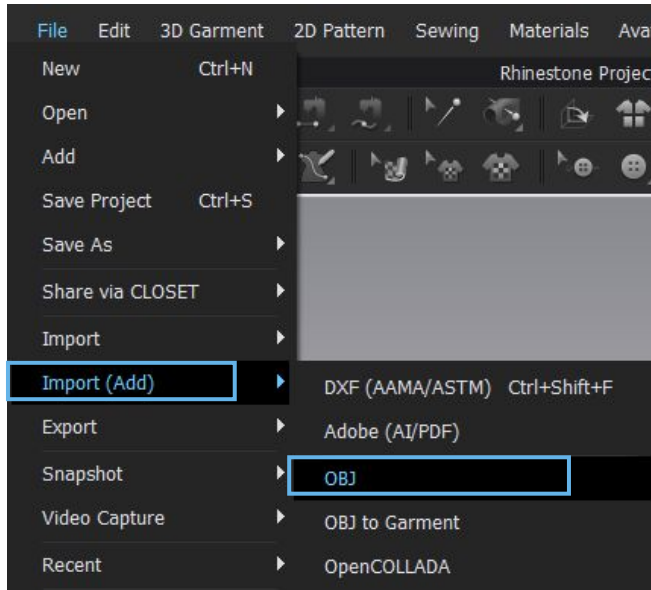 File Edit 3D Garment 2D Pattern Sewing Materials Ava
Rhinestone Projec
New Ctrl+N
Open
Add
Save Project Ctrl+S
Save As
Share via CLOSET
Import
Import (Add)
DXF (AAMA/ASTM) Ctrl+Shift+F
Export
Adobe (AI/PDF)
Snapshot
OBJ
Video Capture
OBJ to Garment
Recent
OpenCOLLADA